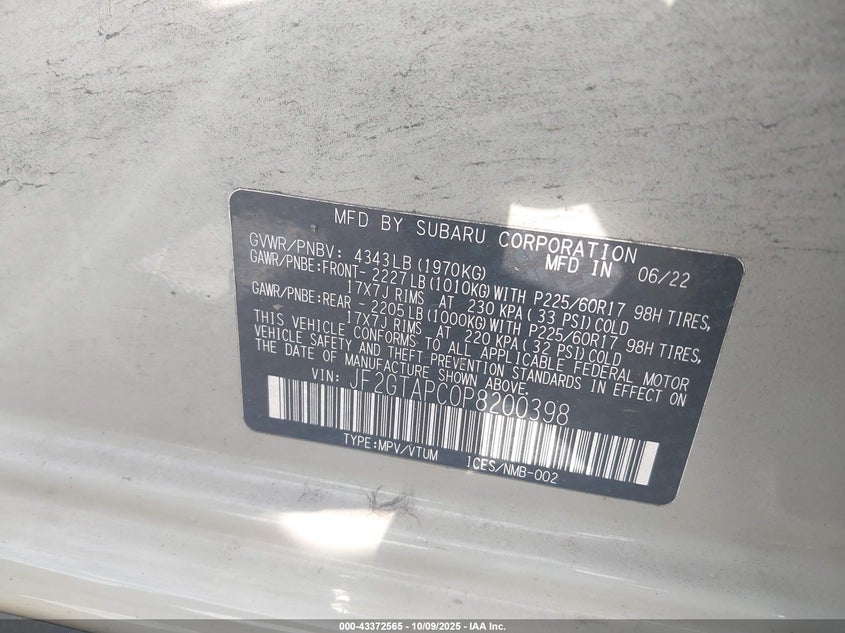 MFD BY SUBARU CORPORATION
GVWR/PNBV: 4343LB(1970KG) MFD IN 06/22
GAWR/PNBE:FRONT- 2227LB(1010KG)WITH P225/60R17 98H TIRES,
17X7J RIMS AT 230 KPA(33 PSI)COLD
GAWR/PNBE:REAR - 2205LB(1000KG)WITH P225/60R17 98H TIRES,
17X7J RIMS AT 220 KPA(32 PSI)COLD
THIS VEHICLE CONFORMS TO ALL APPLICABLE FEDERAL MOTOR
VEHICLE SAFETY AND THEFT PREVENTION STANDARDS IN EFFECT ON
THE DATE OF MANUFACTURE SHOWN ABOVE.
VIN: JF2GTAPC0P8200398
TYPE:MPV/VTUM ICES/NMB-002
000-43372565 - 10/09/2025 - IAA Inc.